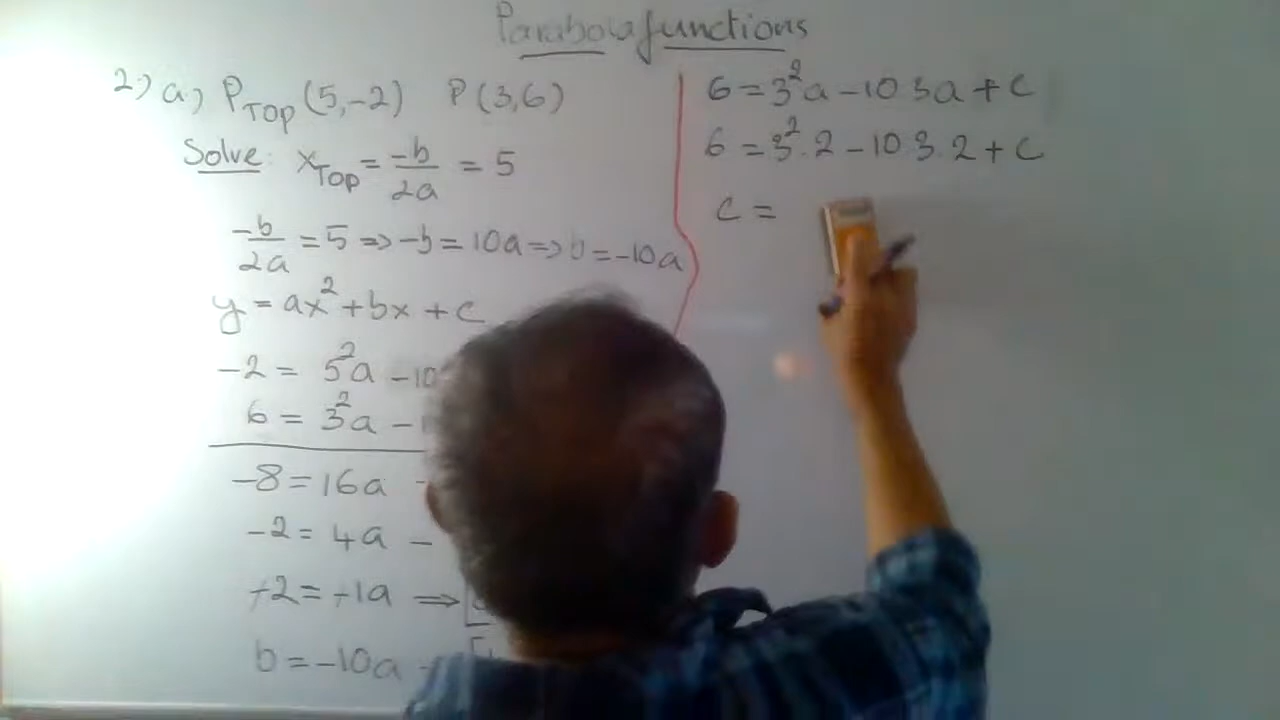 Parabola functions
2) a) P_TOP (5,-2) P(3,6)
Solve: x_TOP = -b/2a = 5
-b/2a = 5 => -b = 10a => b = -10a
y = ax² + bx + c
-2 = 5²a - 10
6 = 3²a -
-8 = 16a -
-2 = 4a -
+2 = +1a =>
b = -10a
6 = 3²a - 10 3a + c
6 = 3².2 - 10.3.2 + c
c =